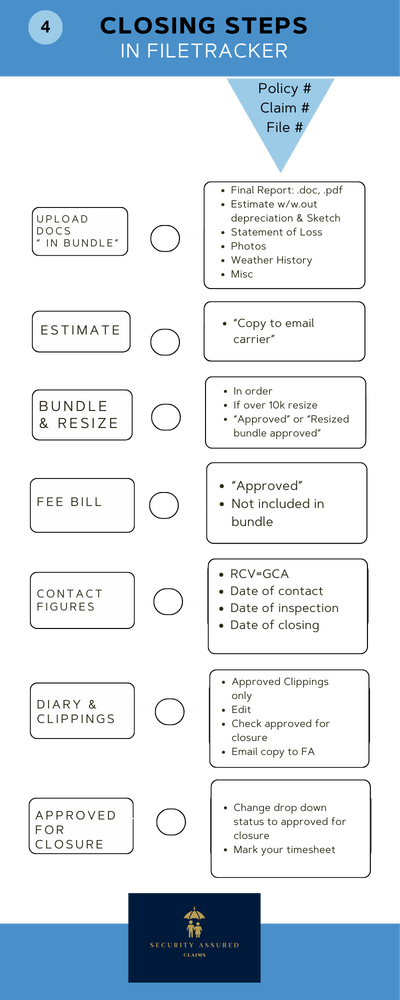 4
CLOSING STEPS
IN FILETRACKER
Policy #
Claim #
File #
UPLOAD
DOCS
“ IN BUNDLE”
• Final Report: .doc, .pdf
• Estimate w/w.out
depreciation & Sketch
• Statement of Loss
• Photos
• Weather History
• Misc
ESTIMATE
• “Copy to email
carrier”
BUNDLE
& RESIZE
• In order
• If over 10k resize
• “Approved” or “Resized
bundle approved”
FEE BILL
• “Approved”
• Not included in
bundle
CONTACT
FIGURES
• RCV=GCA
• Date of contact
• Date of inspection
• Date of closing
DIARY &
CLIPPINGS
• Approved Clippings
only
• Edit
• Check approved for
closure
• Email copy to FA
APPROVED
FOR
CLOSURE
• Change drop down
status to approved for
closure
• Mark your timesheet
SECURITY ASSURED
CLAIMS